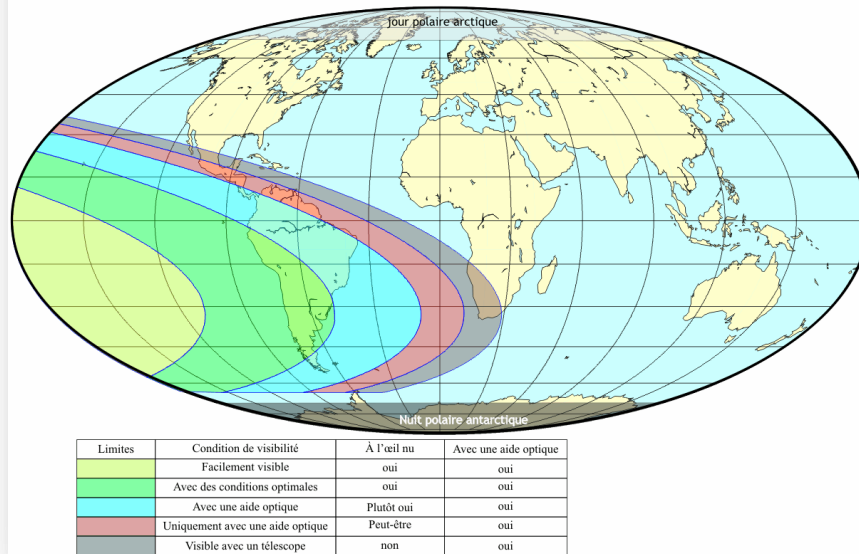 jour polaire arctique
Nuit polaire antarctique
Limites Condition de visibilité À l’œil nu Avec une aide optique
Facilement visible oui oui
Avec des conditions optimales oui oui
Avec une aide optique Plutôt oui oui
Uniquement avec une aide optique Peut-être oui
Visible avec un télescope non oui